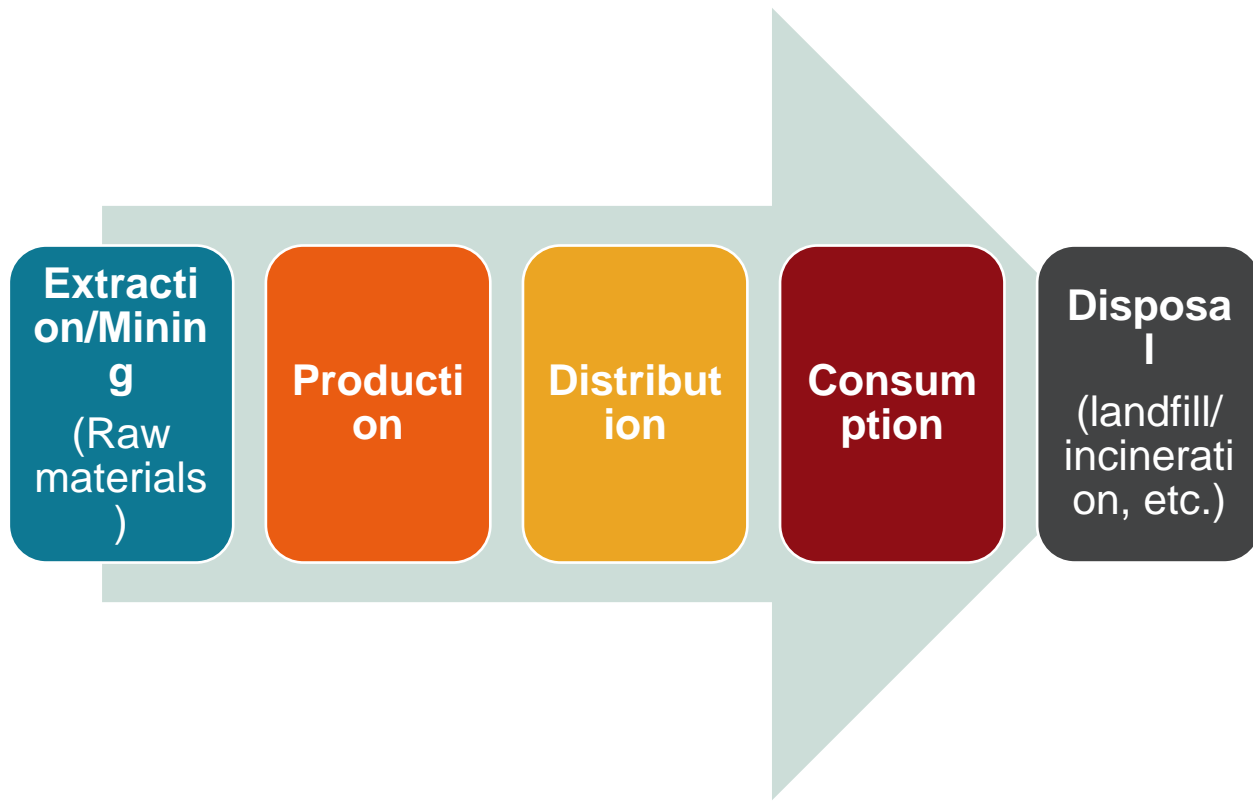 Extracti
on/Minin
g
(Raw
materials
)
Producti
on
Distribut
ion
Consum
ption
Disposa
l
(landfill/
incinerati
on, etc.)